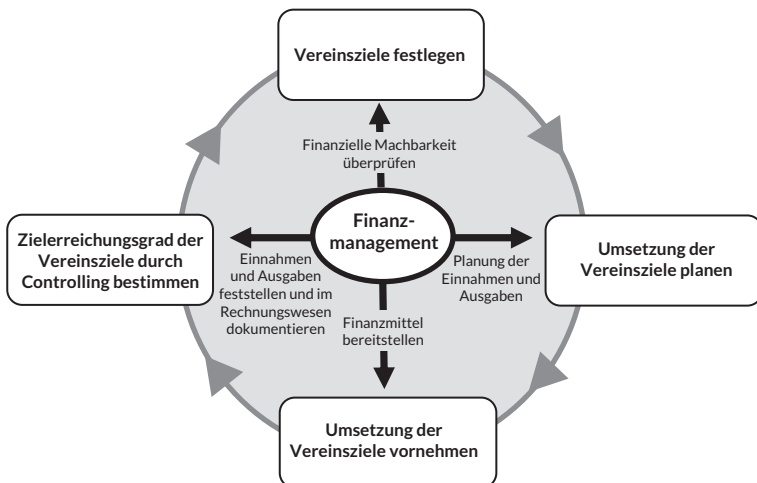 Vereinsziele festlegen
Finanzielle Machbarkeit
überprüfen
Finanz-
management
Zielerreichungsgrad der
Vereinsziele durch
Controlling bestimmen
Einnahmen
und Ausgaben
feststellen und im
Rechnungswesen
dokumentieren
Planung der
Einnahmen und
Ausgaben
Umsetzung der
Vereinsziele planen
Finanzmittel
bereitstellen
Umsetzung der
Vereinsziele vornehmen